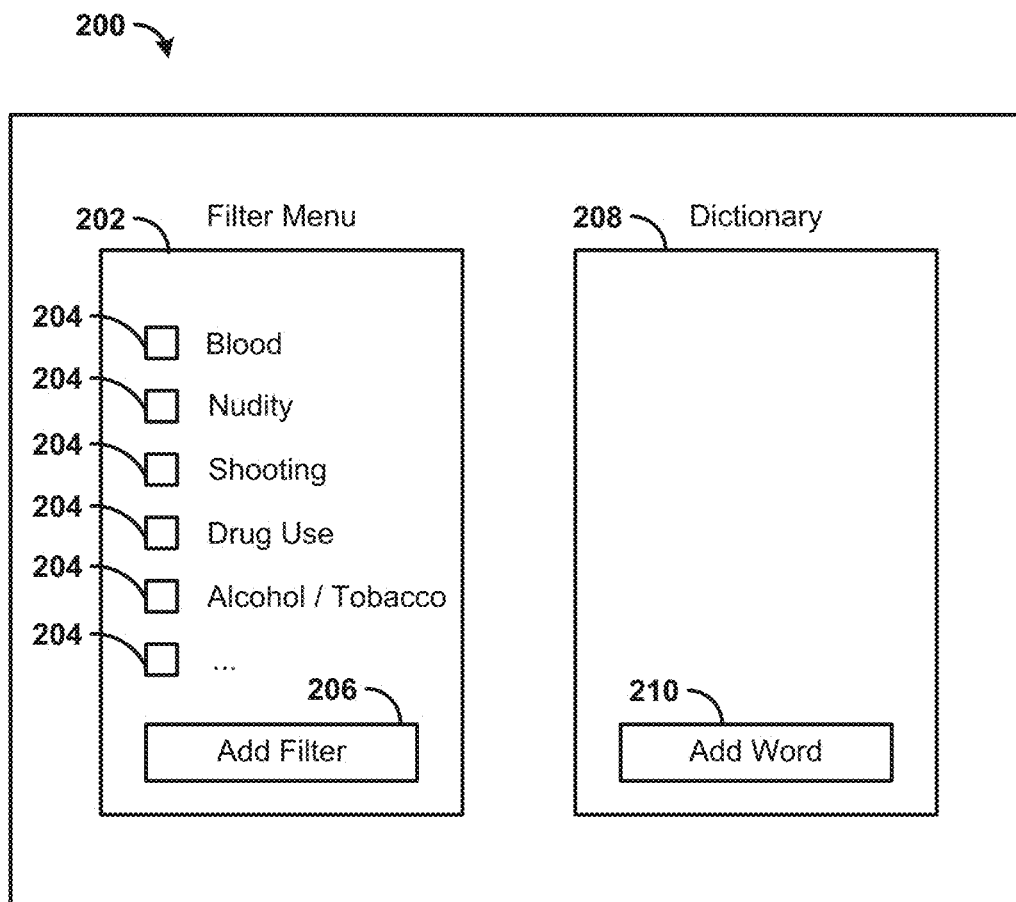 200
202 Filter Menu 208 Dictionary
204 Blood
204 Nudity
204 Shooting
204 Drug Use
204 Alcohol / Tobacco
204 ...
206 210
Add Filter Add Word